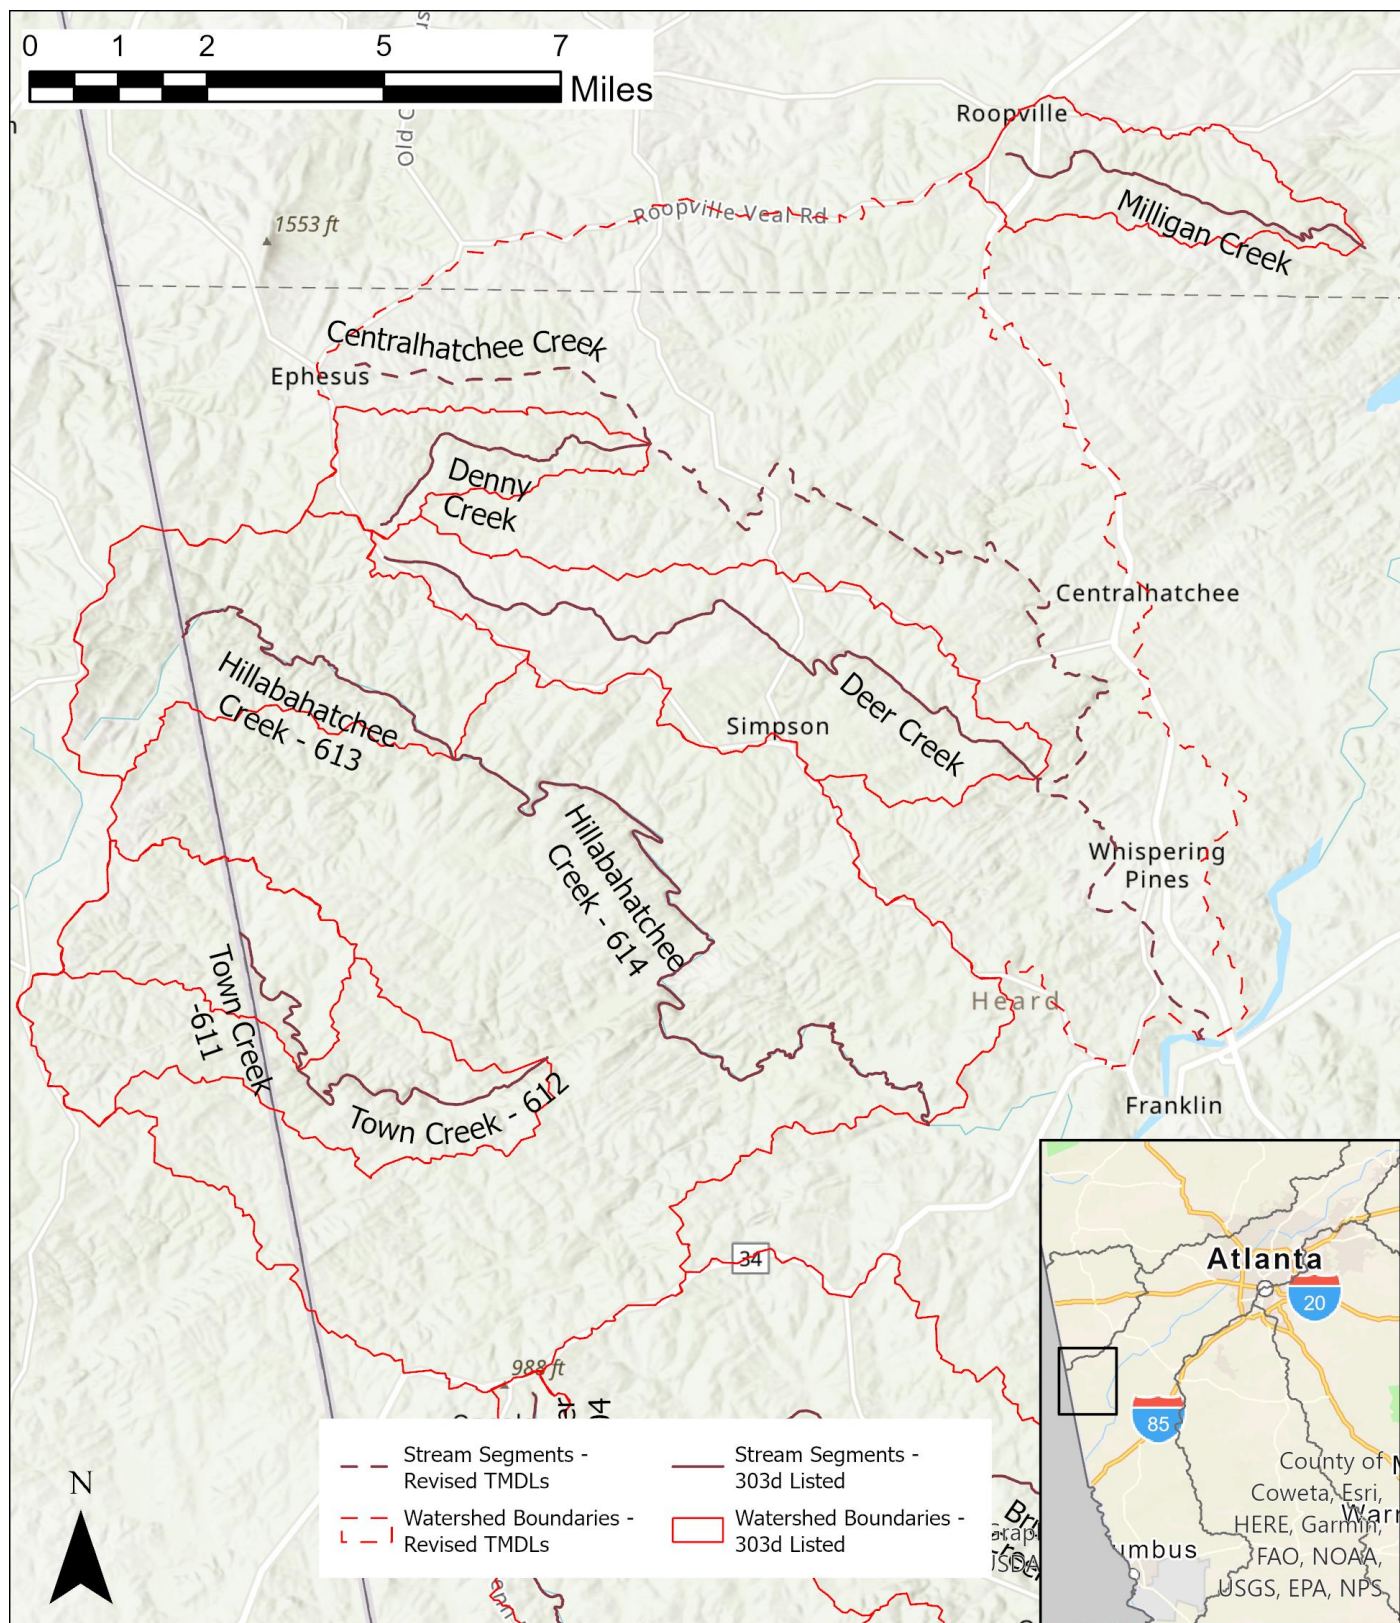 0 1 2 5 7
Miles
Roopville
Old C
Roopville Veal Rd
Milligan Creek
1553 ft
Centralhatchee Creek
Ephesus
Denny
Creek
Centralhatchee
Hillabahatchee
Creek - 613
Deer Creek
Simpson
Hillabahatchee
Creek - 614
Whispering
Pines
Town Creek
-611
Heard
Town Creek - 612
Franklin
34
988 ft
04
Stream Segments -
Revised TMDLs
Stream Segments -
303d Listed
Watershed Boundaries -
Revised TMDLs
Watershed Boundaries -
303d Listed
N
Atlanta
20
85
County of
Coweta, Esri,
HERE, Garmin,
FAO, NOAA,
USGS, EPA, NPS
umbus